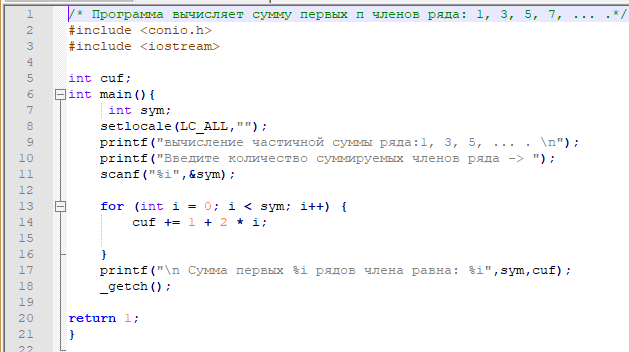 1 /* Программа вычисляет сумму первых п членов ряда: 1, 3, 5, 7, ... .*/
2 #include <conio.h>
3 #include <iostream>
4
5 int cuf;
6 int main(){
7 int sym;
8 setlocale(LC_ALL,"");
9 printf("вычисление частичной суммы ряда:1, 3, 5, ... . \n");
10 printf("Введите количество суммируемых членов ряда -> ");
11 scanf("%i",&sym);
12
13 for (int i = 0; i < sym; i++) {
14 cuf += 1 + 2 * i;
15
16 }
17 printf("\n Сумма первых %i рядов члена равна: %i",sym,cuf);
18 _getch();
19
20 return 1;
21 }
22